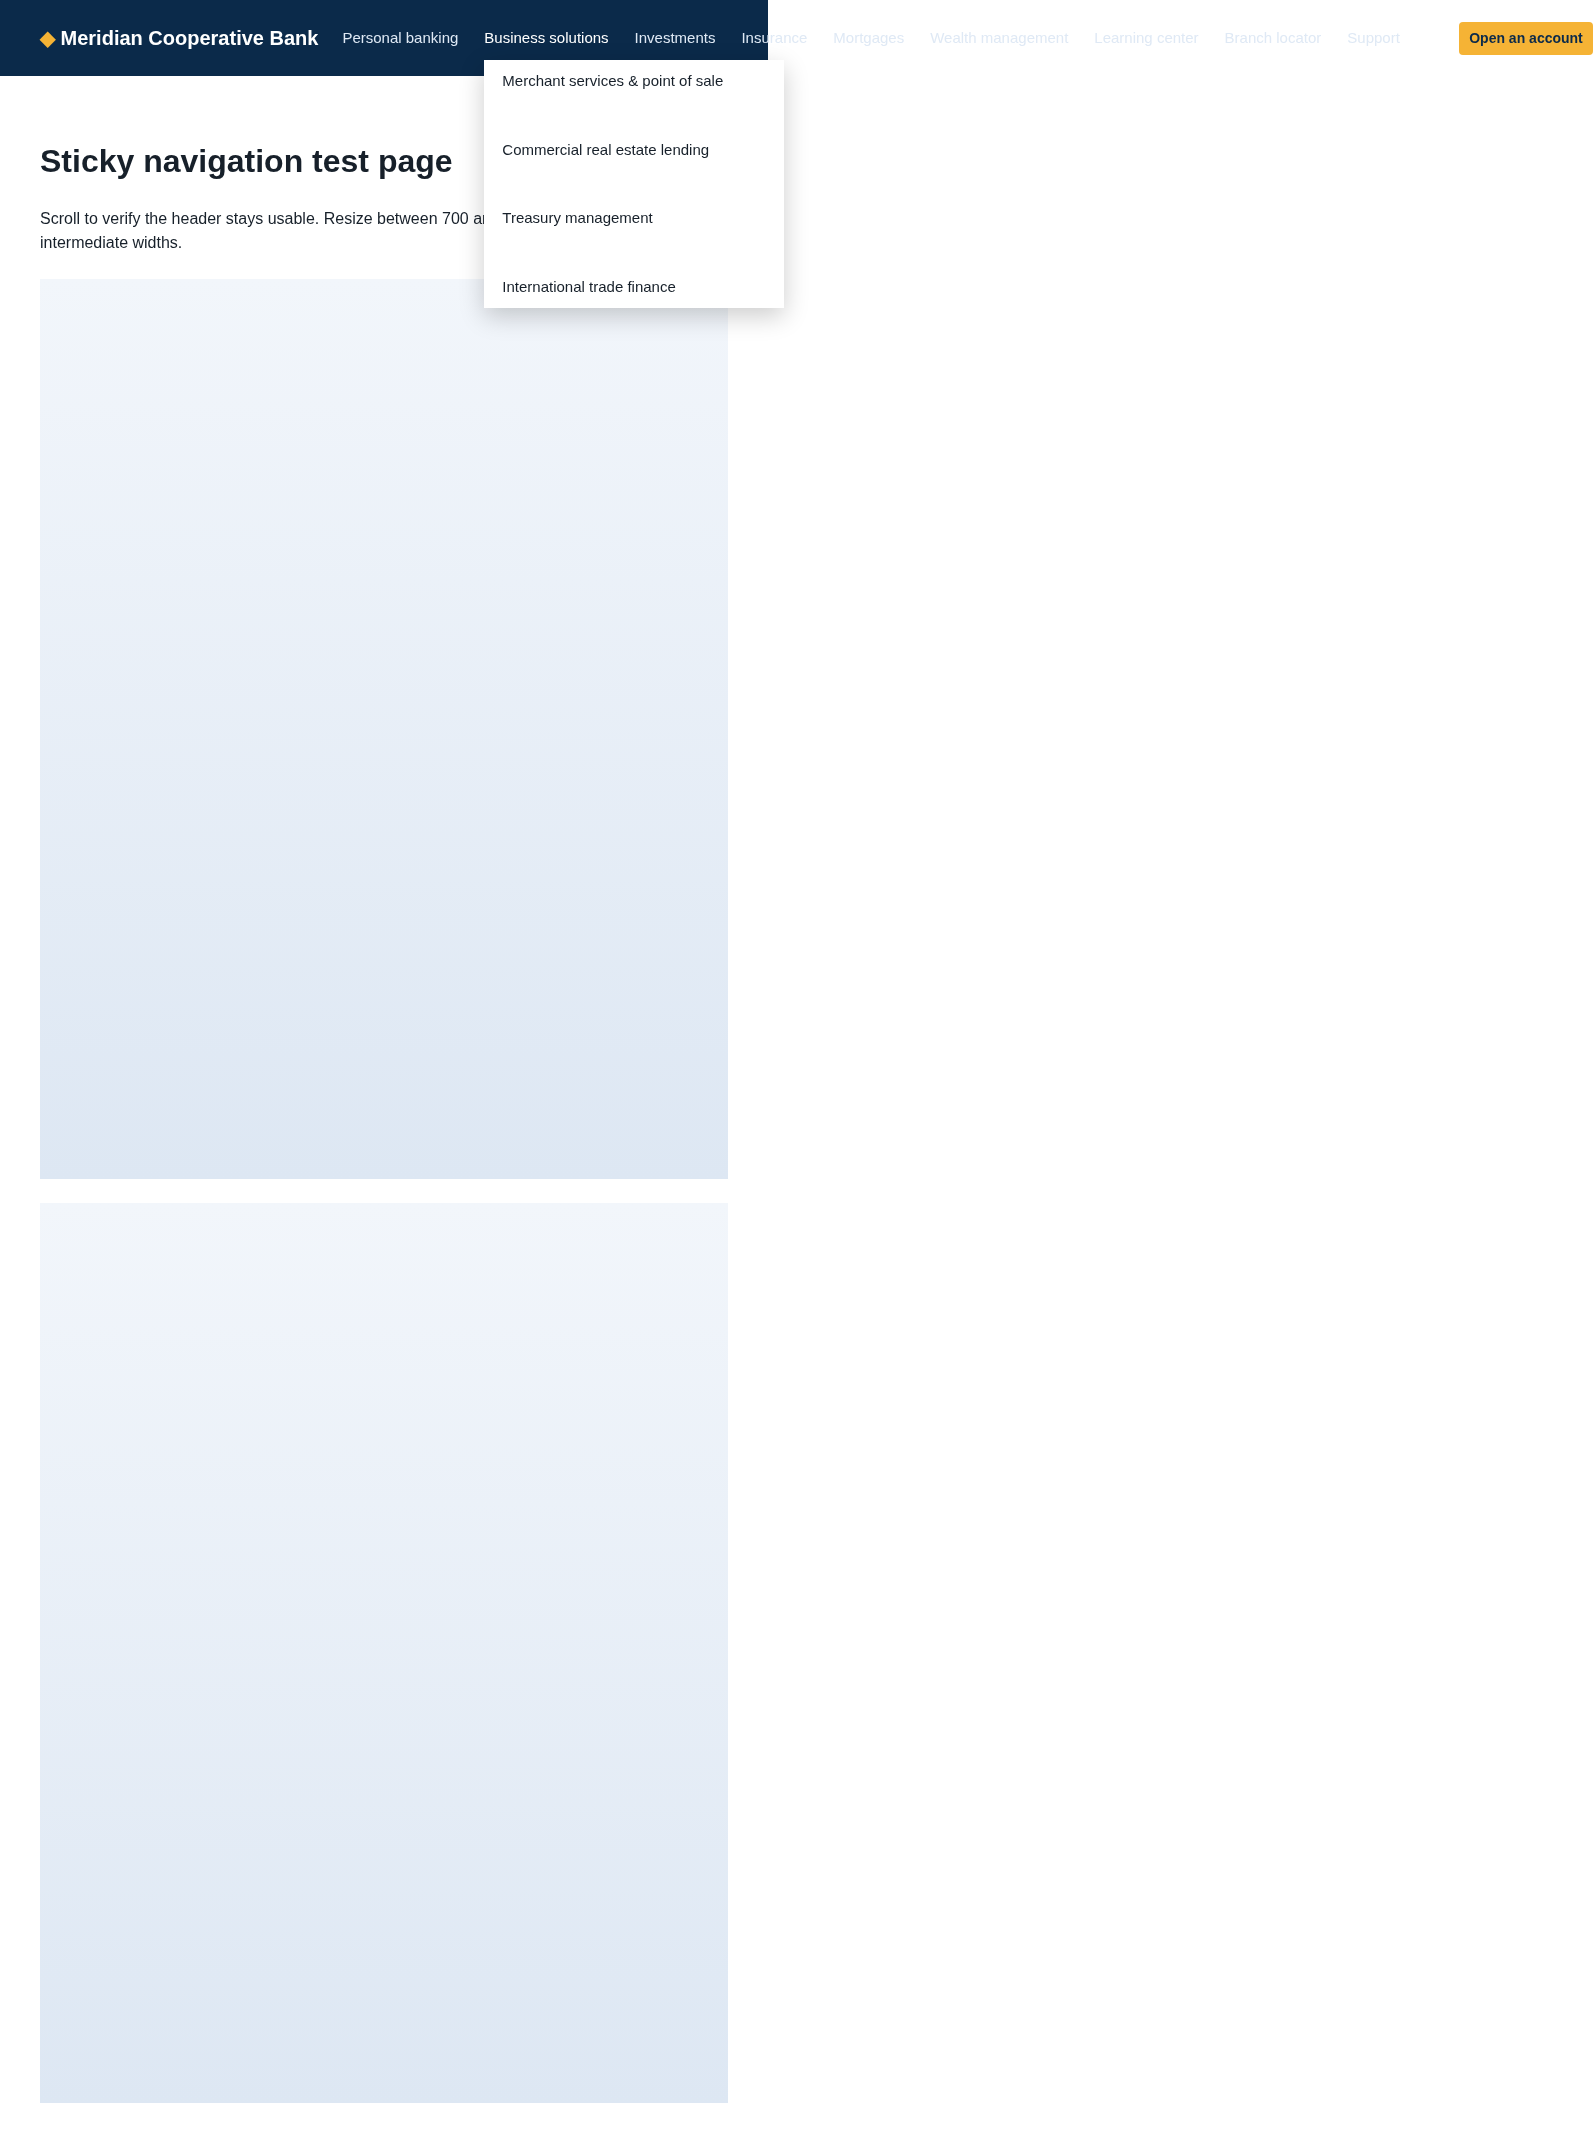 ◆ Meridian Cooperative Bank Personal banking Business solutions Investments Insurance Mortgages Wealth management Learning center Branch locator Support Open an account
Merchant services & point of sale
Commercial real estate lending
Treasury management
International trade finance
Sticky navigation test page
Scroll to verify the header stays usable. Resize between 700
intermediate widths.